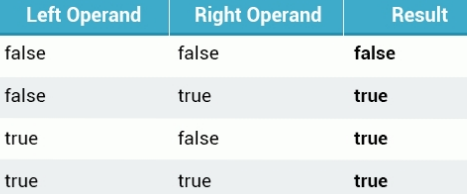 Left Operand Right Operand Result
false false false
false true true
true false true
true true true